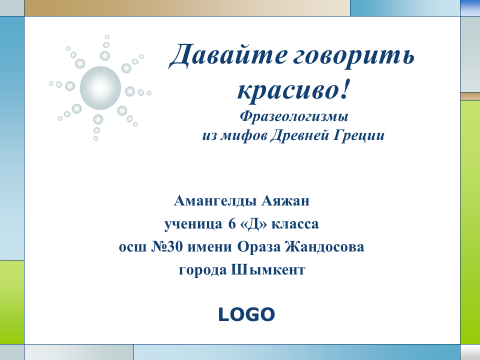 Давайте говорить
красиво!
Фразеологизмы
из мифов Древней Греции
Амангелды Аяжан
ученица 6 «Д» класса
осш №30 имени Ораза Жандосова
города Шымкент
LOGO